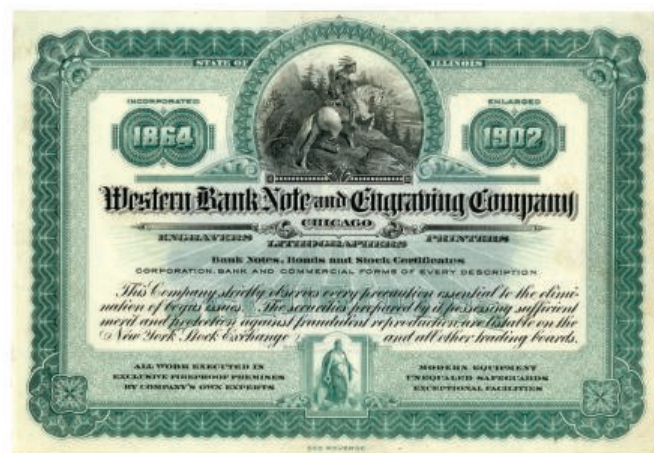 STATE OF ILLINOIS
INCORPORATED
1864
ENLARGED
1902
Western Bank Note and Engraving Company
CHICAGO
ENGRAVERS LITHOGRAPHERS PRINTERS
Bank Notes, Bonds and Stock Certificates
CORPORATION, BANK AND COMMERCIAL FORMS OF EVERY DESCRIPTION
This Company strictly observes every precaution essential to the elimi-
nation of bogus issues. The securities prepared by it possessing sufficient
merit and protection against fraudulent reproduction, are listable on the
New York Stock Exchange and all other trading boards.
ALL WORK EXECUTED IN
EXCLUSIVE FIREPROOF PREMISES
BY COMPANY'S OWN EXPERTS
MODERN EQUIPMENT
UNEQUALED SAFEGUARDS
EXCEPTIONAL FACILITIES
SEE REVERSE